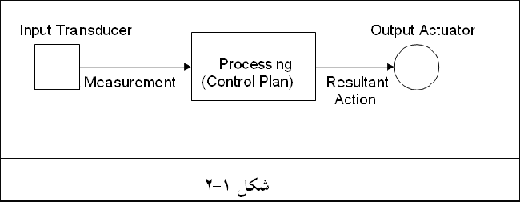 Input Transducer
Output Actuator
Processing
(Control Plan)
Measurement
Resultant
Action
شكل ١-٢